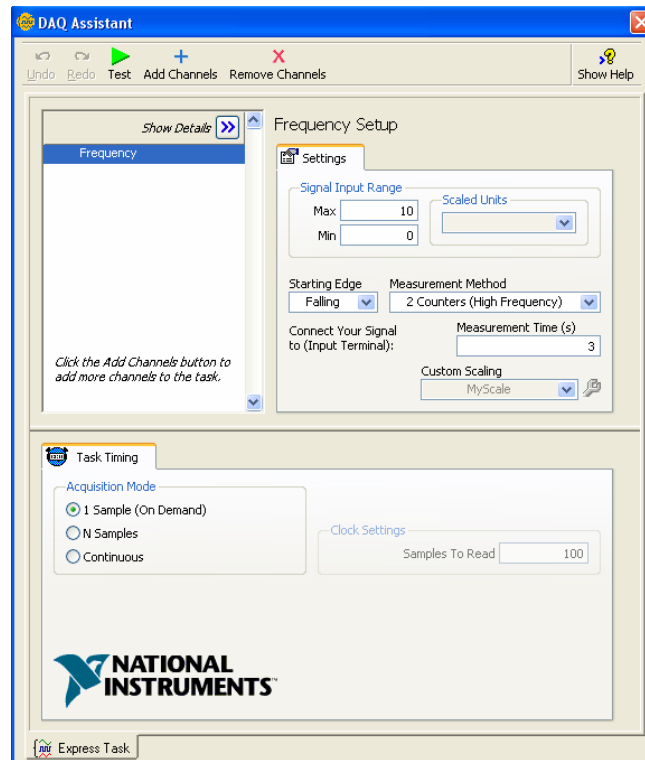 DAQ Assistant
Undo Redo Test Add Channels Remove Channels Show Help
Show Details
Frequency
Click the Add Channels button to
add more channels to the task.
Frequency Setup
Settings
Signal Input Range
Max 10
Min 0
Scaled Units
Starting Edge Measurement Method
Falling 2 Counters (High Frequency)
Connect Your Signal
to (Input Terminal):
Measurement Time (s)
3
Custom Scaling
MyScale
Task Timing
Acquisition Mode
1 Sample (On Demand)
N Samples
Continuous
Clock Settings
Samples To Read 100
NATIONAL
INSTRUMENTS™
Express Task